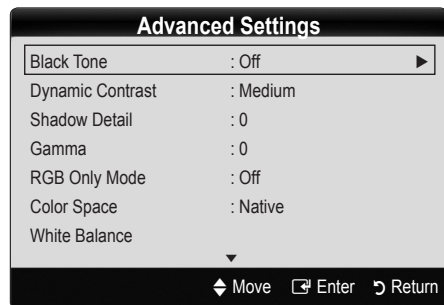 Advanced Settings
Black Tone : Off ►
Dynamic Contrast : Medium
Shadow Detail : 0
Gamma : 0
RGB Only Mode : Off
Color Space : Native
White Balance
▼
Move Enter Return